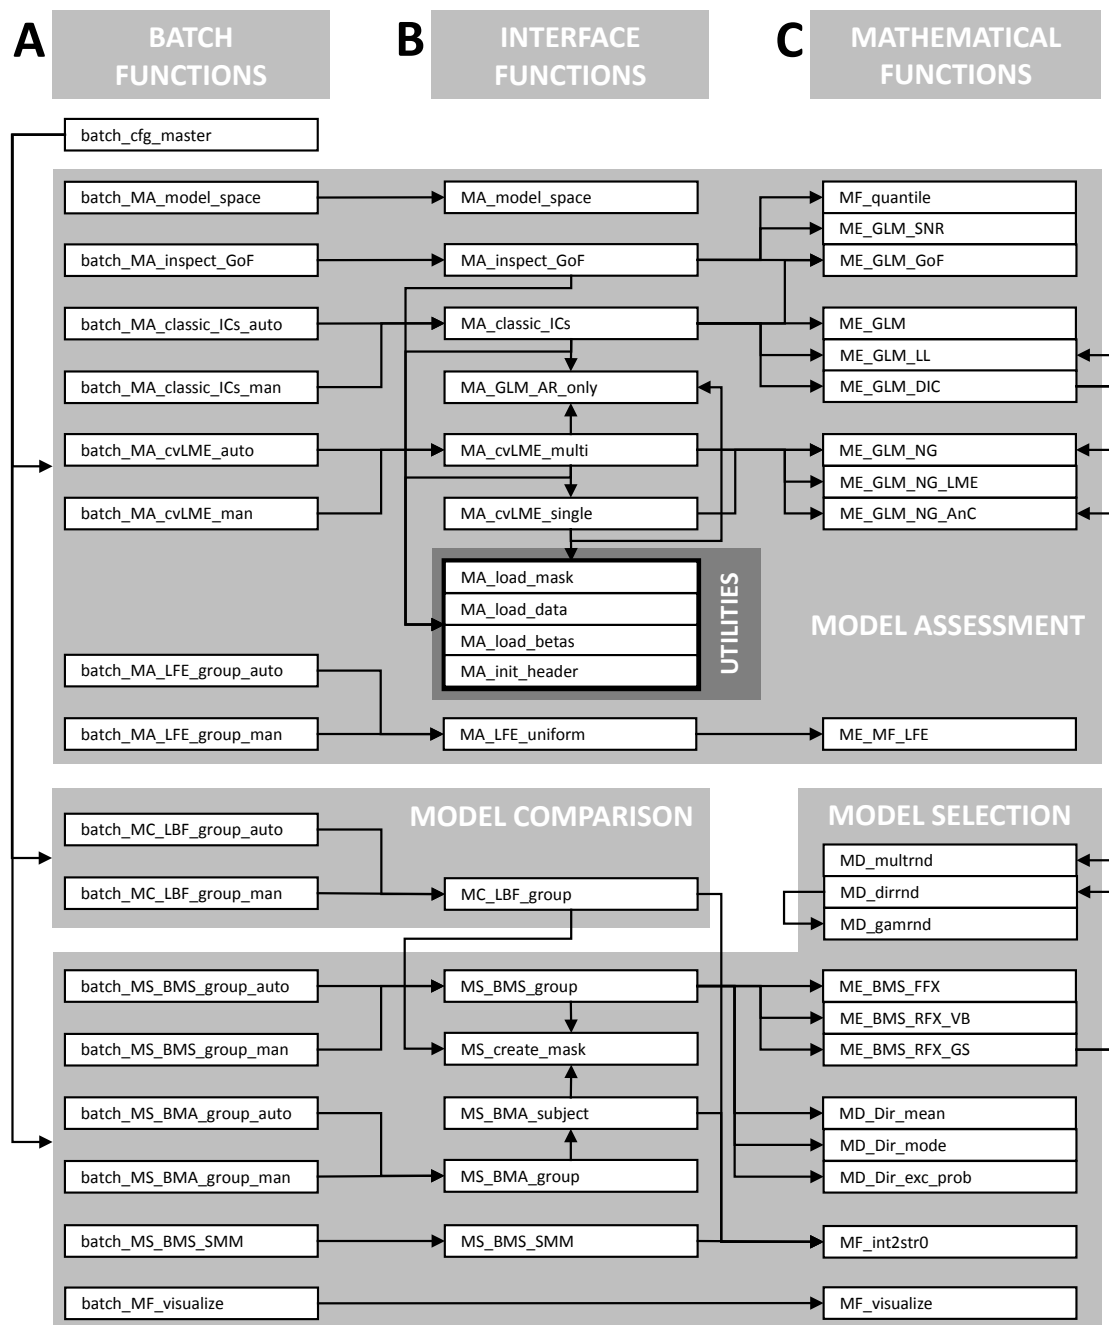 A
BATCH
FUNCTIONS
B
INTERFACE
FUNCTIONS
C
MATHEMATICAL
FUNCTIONS
batch_cfg_master
batch_MA_model_space
MA_model_space
MF_quantile
ME_GLM_SNR
batch_MA_inspect_GoF
MA_inspect_GoF
ME_GLM_GoF
batch_MA_classic_ICs_auto
MA_classic_ICs
ME_GLM
ME_GLM_LL
batch_MA_classic_ICs_man
MA_GLM_AR_only
ME_GLM_DIC
batch_MA_cvLME_auto
MA_cvLME_multi
ME_GLM_NG
ME_GLM_NG_LME
batch_MA_cvLME_man
MA_cvLME_single
ME_GLM_NG_AnC
MA_load_mask
MA_load_data
MA_load_betas
MA_init_header
UTILITIES
MODEL ASSESSMENT
batch_MA_LFE_group_auto
batch_MA_LFE_group_man
MA_LFE_uniform
ME_MF_LFE
MODEL COMPARISON
MODEL SELECTION
batch_MC_LBF_group_auto
MD_multrnd
batch_MC_LBF_group_man
MC_LBF_group
MD_dirrnd
MD_gamrnd
batch_MS_BMS_group_auto
MS_BMS_group
ME_BMS_FFX
ME_BMS_RFX_VB
batch_MS_BMS_group_man
MS_create_mask
ME_BMS_RFX_GS
batch_MS_BMA_group_auto
MS_BMA_subject
MD_Dir_mean
MD_Dir_mode
batch_MS_BMA_group_man
MS_BMA_group
MD_Dir_exc_prob
batch_MS_BMS_SMM
MS_BMS_SMM
MF_int2str0
batch_MF_visualize
MF_visualize